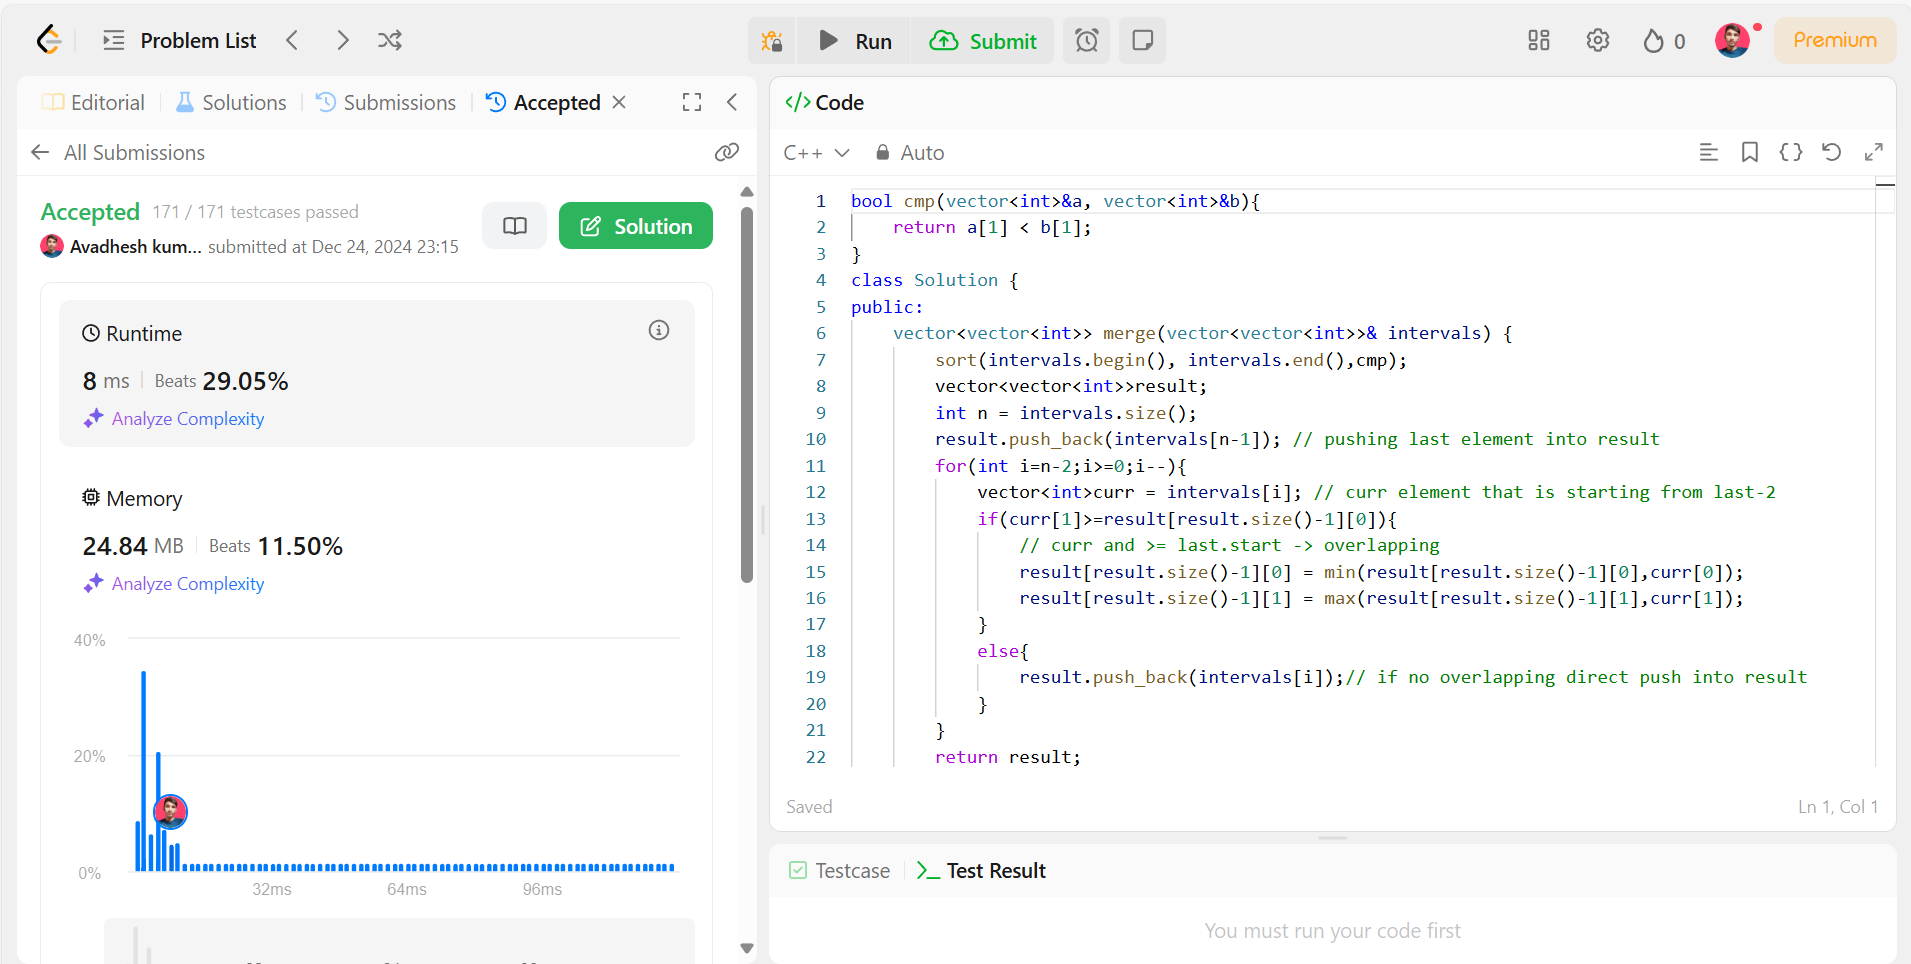 Problem List
Run
Submit
0
Premium
Editorial
Solutions
Submissions
Accepted
All Submissions
Accepted 171 / 171 testcases passed
Avadhesh kum... submitted at Dec 24, 2024 23:15
Solution
Runtime
8 ms Beats 29.05%
Analyze Complexity
Memory
24.84 MB Beats 11.50%
Analyze Complexity
40%
20%
0%
32ms 64ms 96ms
Code
C++ Auto
1 bool cmp(vector<int>&a, vector<int>&b){
2     return a[1] < b[1];
3 }
4 class Solution {
5 public:
6     vector<vector<int>> merge(vector<vector<int>>& intervals) {
7         sort(intervals.begin(), intervals.end(),cmp);
8         vector<vector<int>>result;
9         int n = intervals.size();
10         result.push_back(intervals[n-1]); // pushing last element into result
11         for(int i=n-2;i>=0;i--){
12             vector<int>curr = intervals[i]; // curr element that is starting from last-2
13             if(curr[1]>=result[result.size()-1][0]){
14                 // curr and >= last.start -> overlapping
15                 result[result.size()-1][0] = min(result[result.size()-1][0],curr[0]);
16                 result[result.size()-1][1] = max(result[result.size()-1][1],curr[1]);
17             }
18             else{
19                 result.push_back(intervals[i]);// if no overlapping direct push into result
20             }
21         }
22         return result;
Saved
Ln 1, Col 1
Testcase
Test Result
You must run your code first